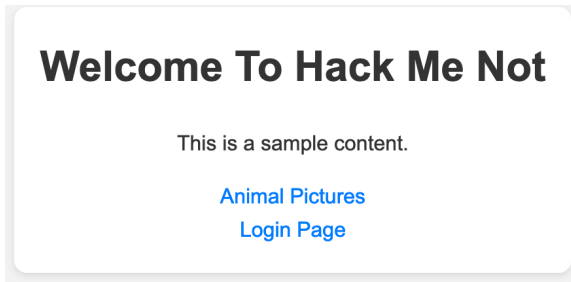 Welcome To Hack Me Not
This is a sample content.
Animal Pictures
Login Page